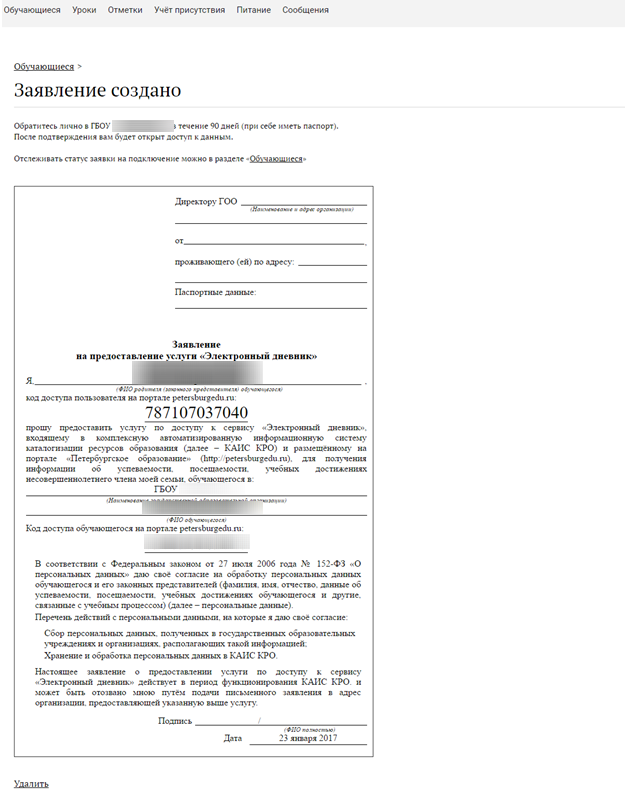 Обучающиеся Уроки Отметки Учёт присутствия Питание Сообщения
Обучающиеся >
Заявление создано
Обратитесь лично в ГБОУ в течение 90 дней (при себе иметь паспорт).
После подтверждения вам будет открыт доступ к данным.
Отслеживать статус заявки на подключение можно в разделе «Обучающиеся»
Директору ГОО
(Наименование и адрес организации)
от ,
проживающего (ей) по адресу:
Паспортные данные:
Заявление
на предоставление услуги «Электронный дневник»
Я, ,
(ФИО родителя (законного представителя) обучающегося)
код доступа пользователя на портале petersburgedu.ru:
787107037040
прошу предоставить услугу по доступу к сервису «Электронный дневник»,
входящему в комплексную автоматизированную информационную систему
каталогизации ресурсов образования (далее – КАИС КРО) и размещённому на
портале «Петербургское образование» (http://petersburgedu.ru), для получения
информации об успеваемости, посещаемости, учебных достижениях
несовершеннолетнего члена моей семьи, обучающегося в:
ГБОУ
(Наименование государственной образовательной организации)
(ФИО обучающегося)
Код доступа обучающегося на портале petersburgedu.ru:
В соответствии с Федеральным законом от 27 июля 2006 года № 152-ФЗ «О
персональных данных» даю своё согласие на обработку персональных данных
обучающегося и его законных представителей (фамилия, имя, отчество, данные об
успеваемости, посещаемости, учебных достижениях обучающегося и другие,
связанные с учебным процессом) (далее – персональные данные).
Перечень действий с персональными данными, на которые я даю своё согласие:
Сбор персональных данных, полученных в государственных образовательных
учреждениях и организациях, располагающих такой информацией;
Хранение и обработка персональных данных в КАИС КРО.
Настоящее заявление о предоставлении услуги по доступу к сервису
«Электронный дневник» действует в период функционирования КАИС КРО. и
может быть отозвано мною путём подачи письменного заявления в адрес
организации, предоставляющей указанную выше услугу.
Подпись /
(ФИО полностью)
Дата 23 января 2017
Удалить